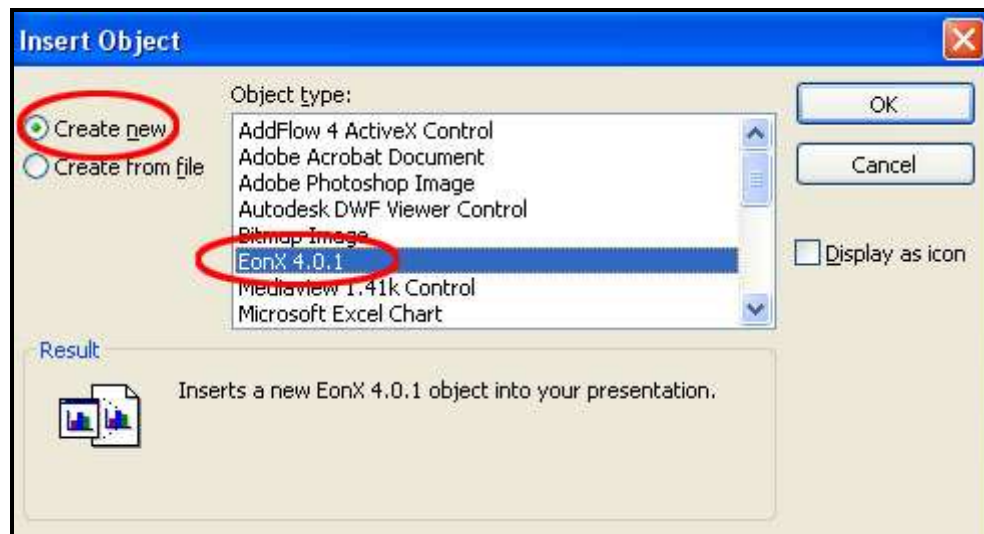 Insert Object
Create new
Create from file
Object type:
AddFlow 4 ActiveX Control
Adobe Acrobat Document
Adobe Photoshop Image
Autodesk DWF Viewer Control
Bitmap Image
EonX 4.0.1
Mediaview 1.41k Control
Microsoft Excel Chart
OK
Cancel
Display as icon
Result
Inserts a new EonX 4.0.1 object into your presentation.